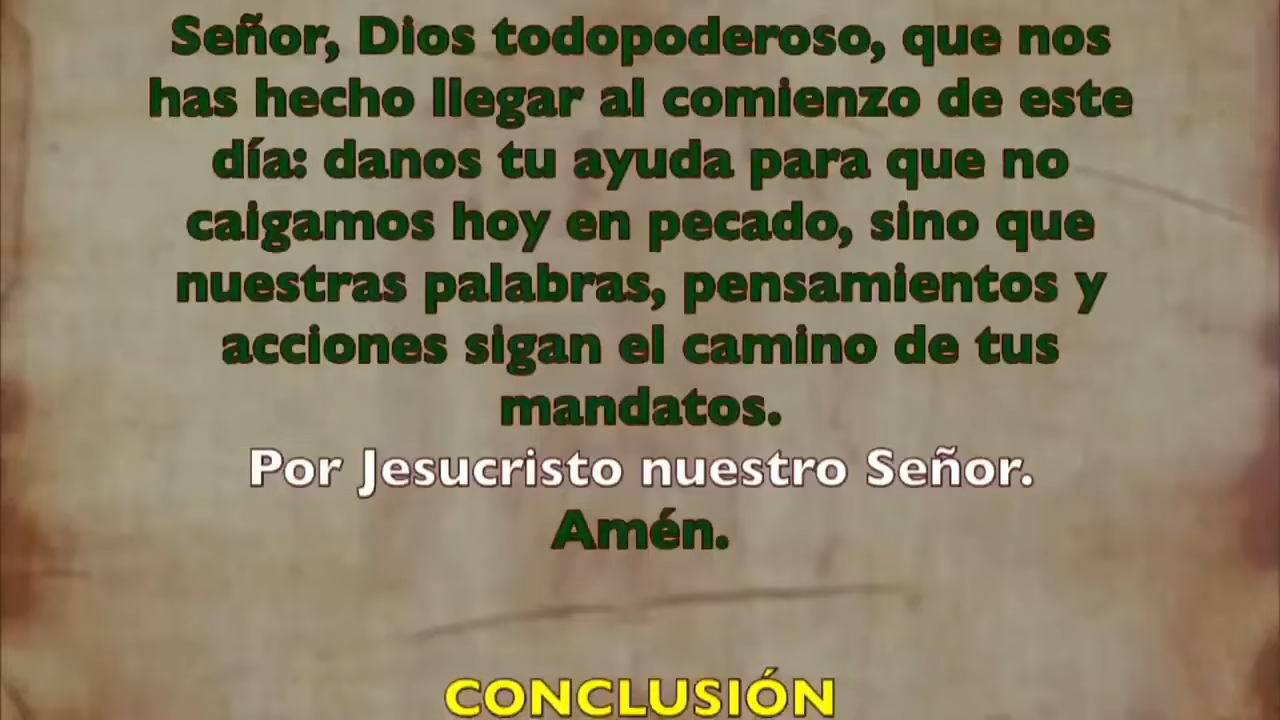 Señor, Dios todopoderoso, que nos
has hecho llegar al comienzo de este
día: danos tu ayuda para que no
caigamos hoy en pecado, sino que
nuestras palabras, pensamientos y
acciones sigan el camino de tus
mandatos.
Por Jesucristo nuestro Señor.
Amén.
CONCLUSIÓN